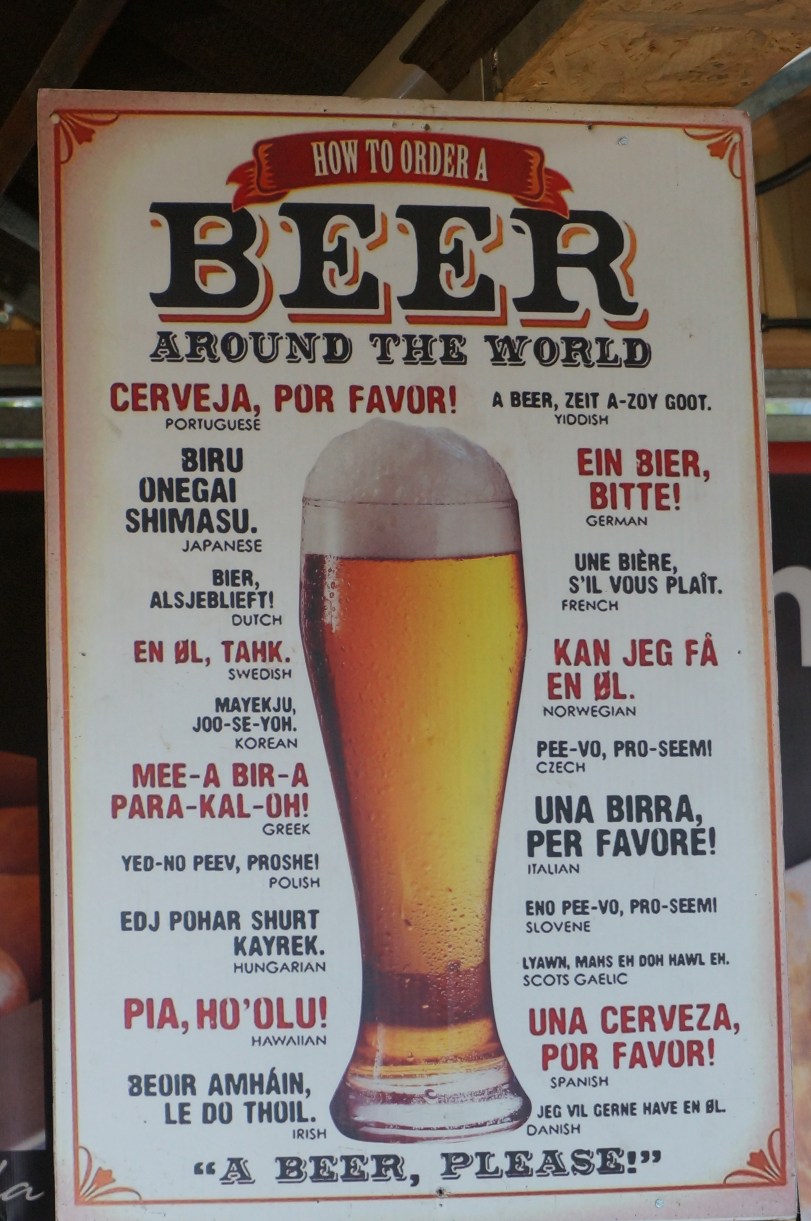 HOW TO ORDER A
BEER
AROUND THE WORLD
CERVEJA, POR FAVOR!
PORTUGUESE
BIRU
ONEGAI
SHIMASU.
JAPANESE
BIER,
ALSJEBLIEFT!
DUTCH
EN ØL, TAHK.
SWEDISH
MAYEKJU,
JOO-SE-YOH.
KOREAN
MEE-A BIR-A
PARA-KAL-OH!
GREEK
YED-NO PEEV, PROSHE!
POLISH
EDJ POHAR SHURT
KAYREK.
HUNGARIAN
PIA, HO'OLU!
HAWAIIAN
BEOIR AMHÁIN,
LE DO THOIL.
IRISH
A BEER, ZEIT A-ZOY GOOT.
YIDDISH
EIN BIER,
BITTE!
GERMAN
UNE BIÈRE,
S'IL VOUS PLAÎT.
FRENCH
KAN JEG FÅ
EN ØL.
NORWEGIAN
PEE-VO, PRO-SEEM!
CZECH
UNA BIRRA,
PER FAVORE!
ITALIAN
ENO PEE-VO, PRO-SEEM!
SLOVENE
LYAWN, MAHS EH DOH HAWL EH.
SCOTS GAELIC
UNA CERVEZA,
POR FAVOR!
SPANISH
JEG VIL GERNE HAVE EN ØL.
DANISH
"A BEER, PLEASE!"